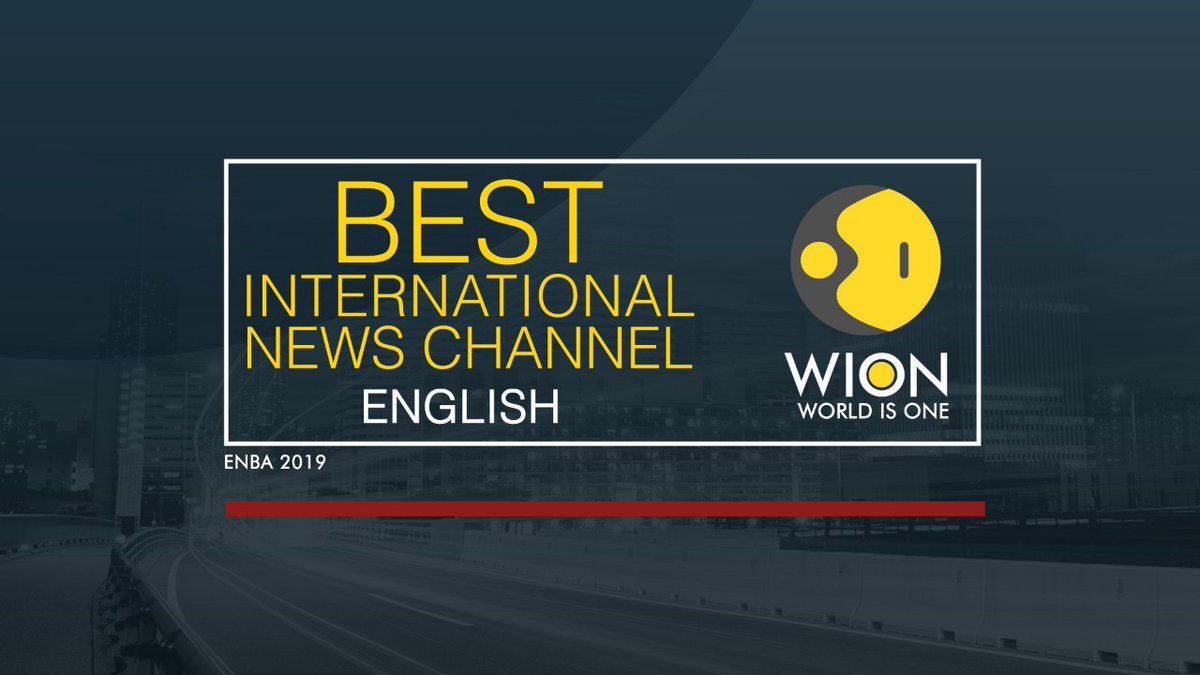 BEST
INTERNATIONAL
NEWS CHANNEL
ENGLISH
WION
WORLD IS ONE
ENBA 2019